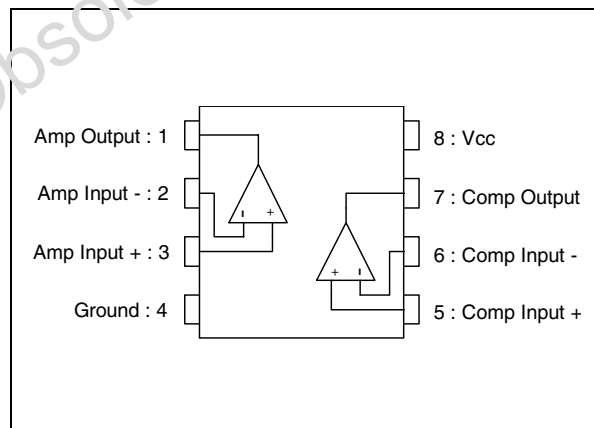 Amp Output : 1
Amp Input - : 2
Amp Input + : 3
Ground : 4
8 : Vcc
7 : Comp Output
6 : Comp Input -
5 : Comp Input +
- +
+ -